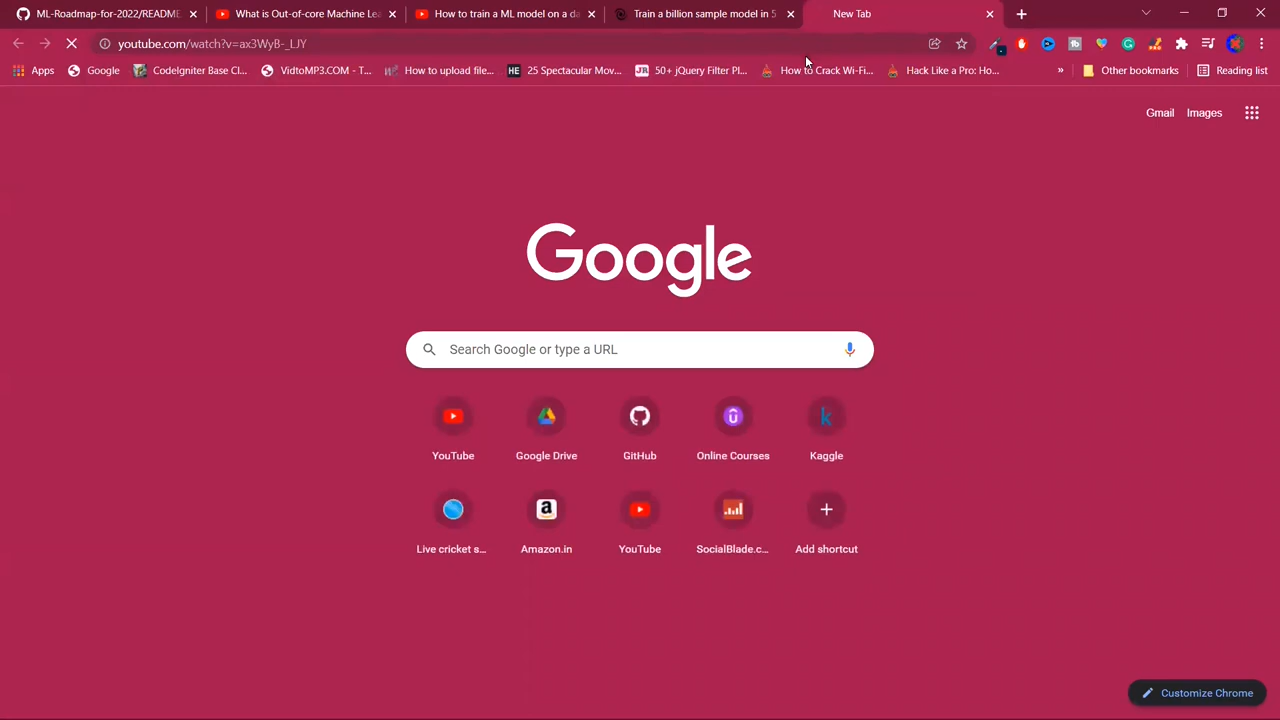 ML-Roadmap-for-2022/README.
What is Out-of-core Machine Lea
How to train a ML model on a da
Train a billion sample model in 5
New Tab
youtube.com/watch?v=ax3WyB-_LJY
Apps
Google
CodeIgniter Base Cl...
VidtoMP3.COM - T...
How to upload file...
HE 25 Spectacular Mov...
JR 50+ jQuery Filter Pl...
How to Crack Wi-Fi...
Hack Like a Pro: Ho...
»
Other bookmarks
Reading list
Gmail
Images
Google
Search Google or type a URL
YouTube
Google Drive
GitHub
Online Courses
Kaggle
Live cricket s...
Amazon.in
YouTube
SocialBlade.c...
Add shortcut
Customize Chrome